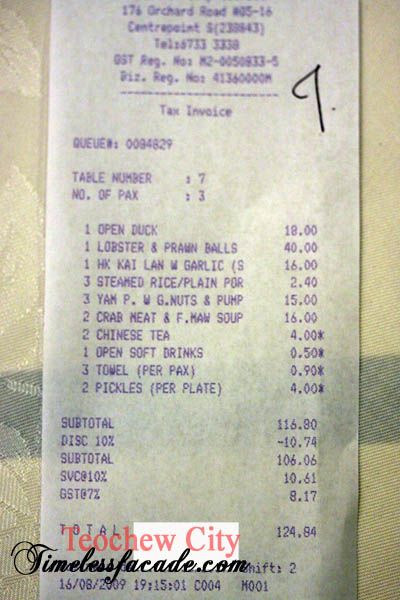 176 Orchard Road #05-16
Centrepoint S(238843)
Tel:6733 3338
GST Reg. No: M2-0050833-5
Biz. Reg. No: 41360000M
Tax Invoice
7.
QUEUE#: 0084829
TABLE NUMBER : 7
NO. OF PAX : 3
1 OPEN DUCK 18.00
1 LOBSTER & PRAWN BALLS 40.00
1 HK KAI LAN W GARLIC (S 16.00
3 STEAMED RICE/PLAIN POR 2.40
3 YAM P. W G.NUTS & PUMP 15.00
2 CRAB MEAT & F.MAW SOUP 16.00
2 CHINESE TEA 4.00*
1 OPEN SOFT DRINKS 0.50*
3 TOWEL (PER PAX) 0.90*
2 PICKLES (PER PLATE) 4.00*
SUBTOTAL 116.80
DISC 10% -10.74
SUBTOTAL 106.06
SVC@10% 10.61
GST@7% 8.17
TOTAL 124.84
Teochew City
Timelessfacade.com
Shift: 2
16/08/2009 19:15:01 C004 M001